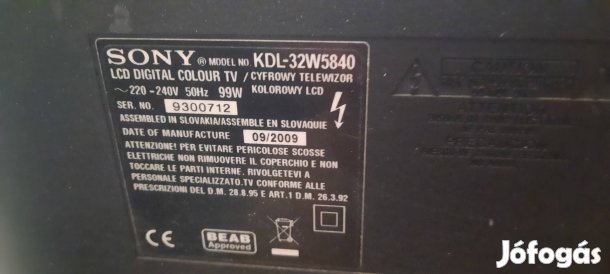 SONY ® MODEL NO. KDL-32W5840
LCD DIGITAL COLOUR TV / CYFROWY TELEWIZOR
~ 220 - 240V 50Hz 99W KOLOROWY LCD
SER. NO. 9300712
ASSEMBLED IN SLOVAKIA/ASSEMBLE EN SLOVAQUIE
DATE OF MANUFACTURE 09/2009
ATTENZIONE! PER EVITARE PERICOLOSE SCOSSE
ELETTRICHE NON RIMUOVERE IL COPERCHIO E NON
TOCCARE LE PARTI INTERNE. RIVOLGETEVI A
PERSONALE SPECIALIZZATO.TV CONFORME ALLE
PRESCRIZIONI DEL D.M. 28.8.95 E ART.1 D.M. 26.3.92
CE
BEAB
Approved
CAUTION
Jófogás